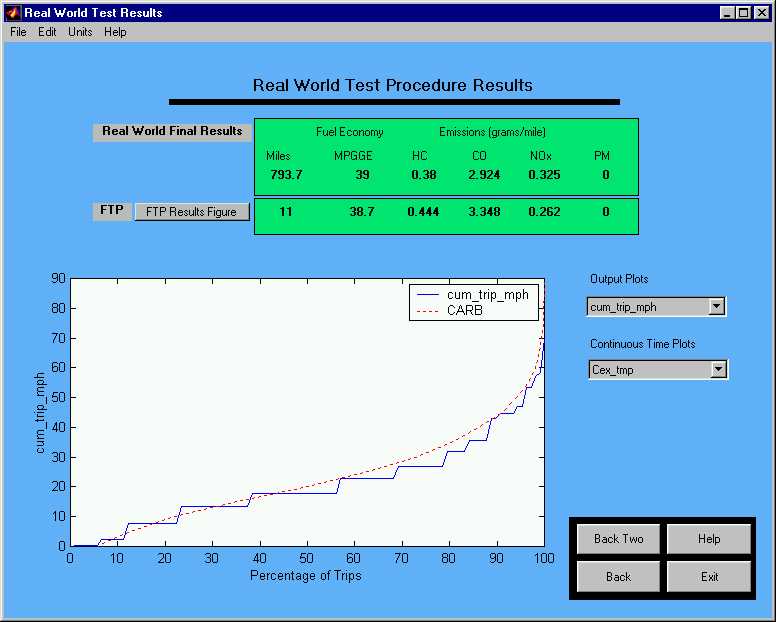 Real World Test Results
File Edit Units Help
Real World Test Procedure Results
Real World Final Results
Fuel Economy Emissions (grams/mile)
Miles MPGGE HC CO NOx PM
793.7 39 0.38 2.924 0.325 0
FTP FTP Results Figure 11 38.7 0.444 3.348 0.262 0
90
80
70
60
50
40
30
20
10
0
cum_trip_mph
cum_trip_mph
CARB
0 10 20 30 40 50 60 70 80 90 100
Percentage of Trips
Output Plots
cum_trip_mph
Continuous Time Plots
Cex_tmp
Back Two Help
Back Exit